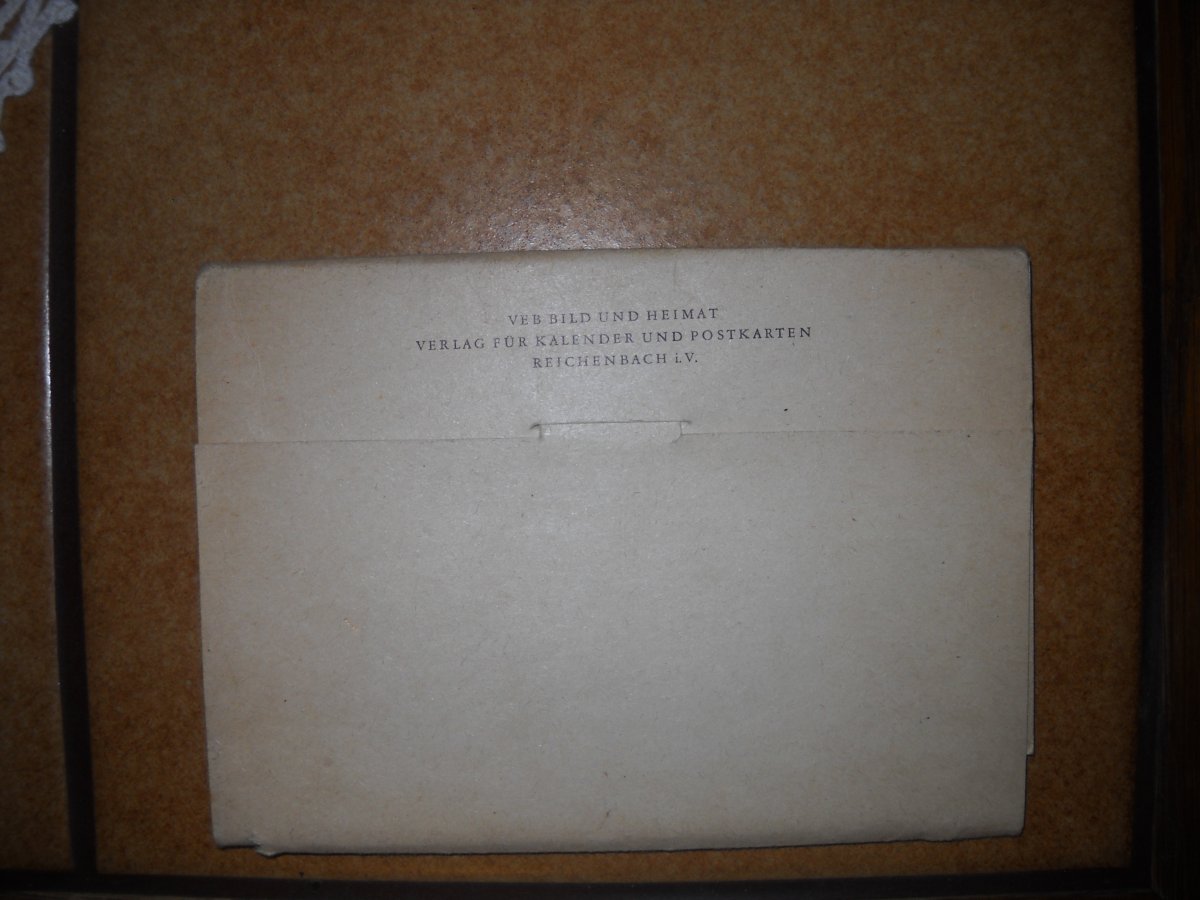 VEB BILD UND HEIMAT
VERLAG FÜR KALENDER UND POSTKARTEN
REICHENBACH i.V.